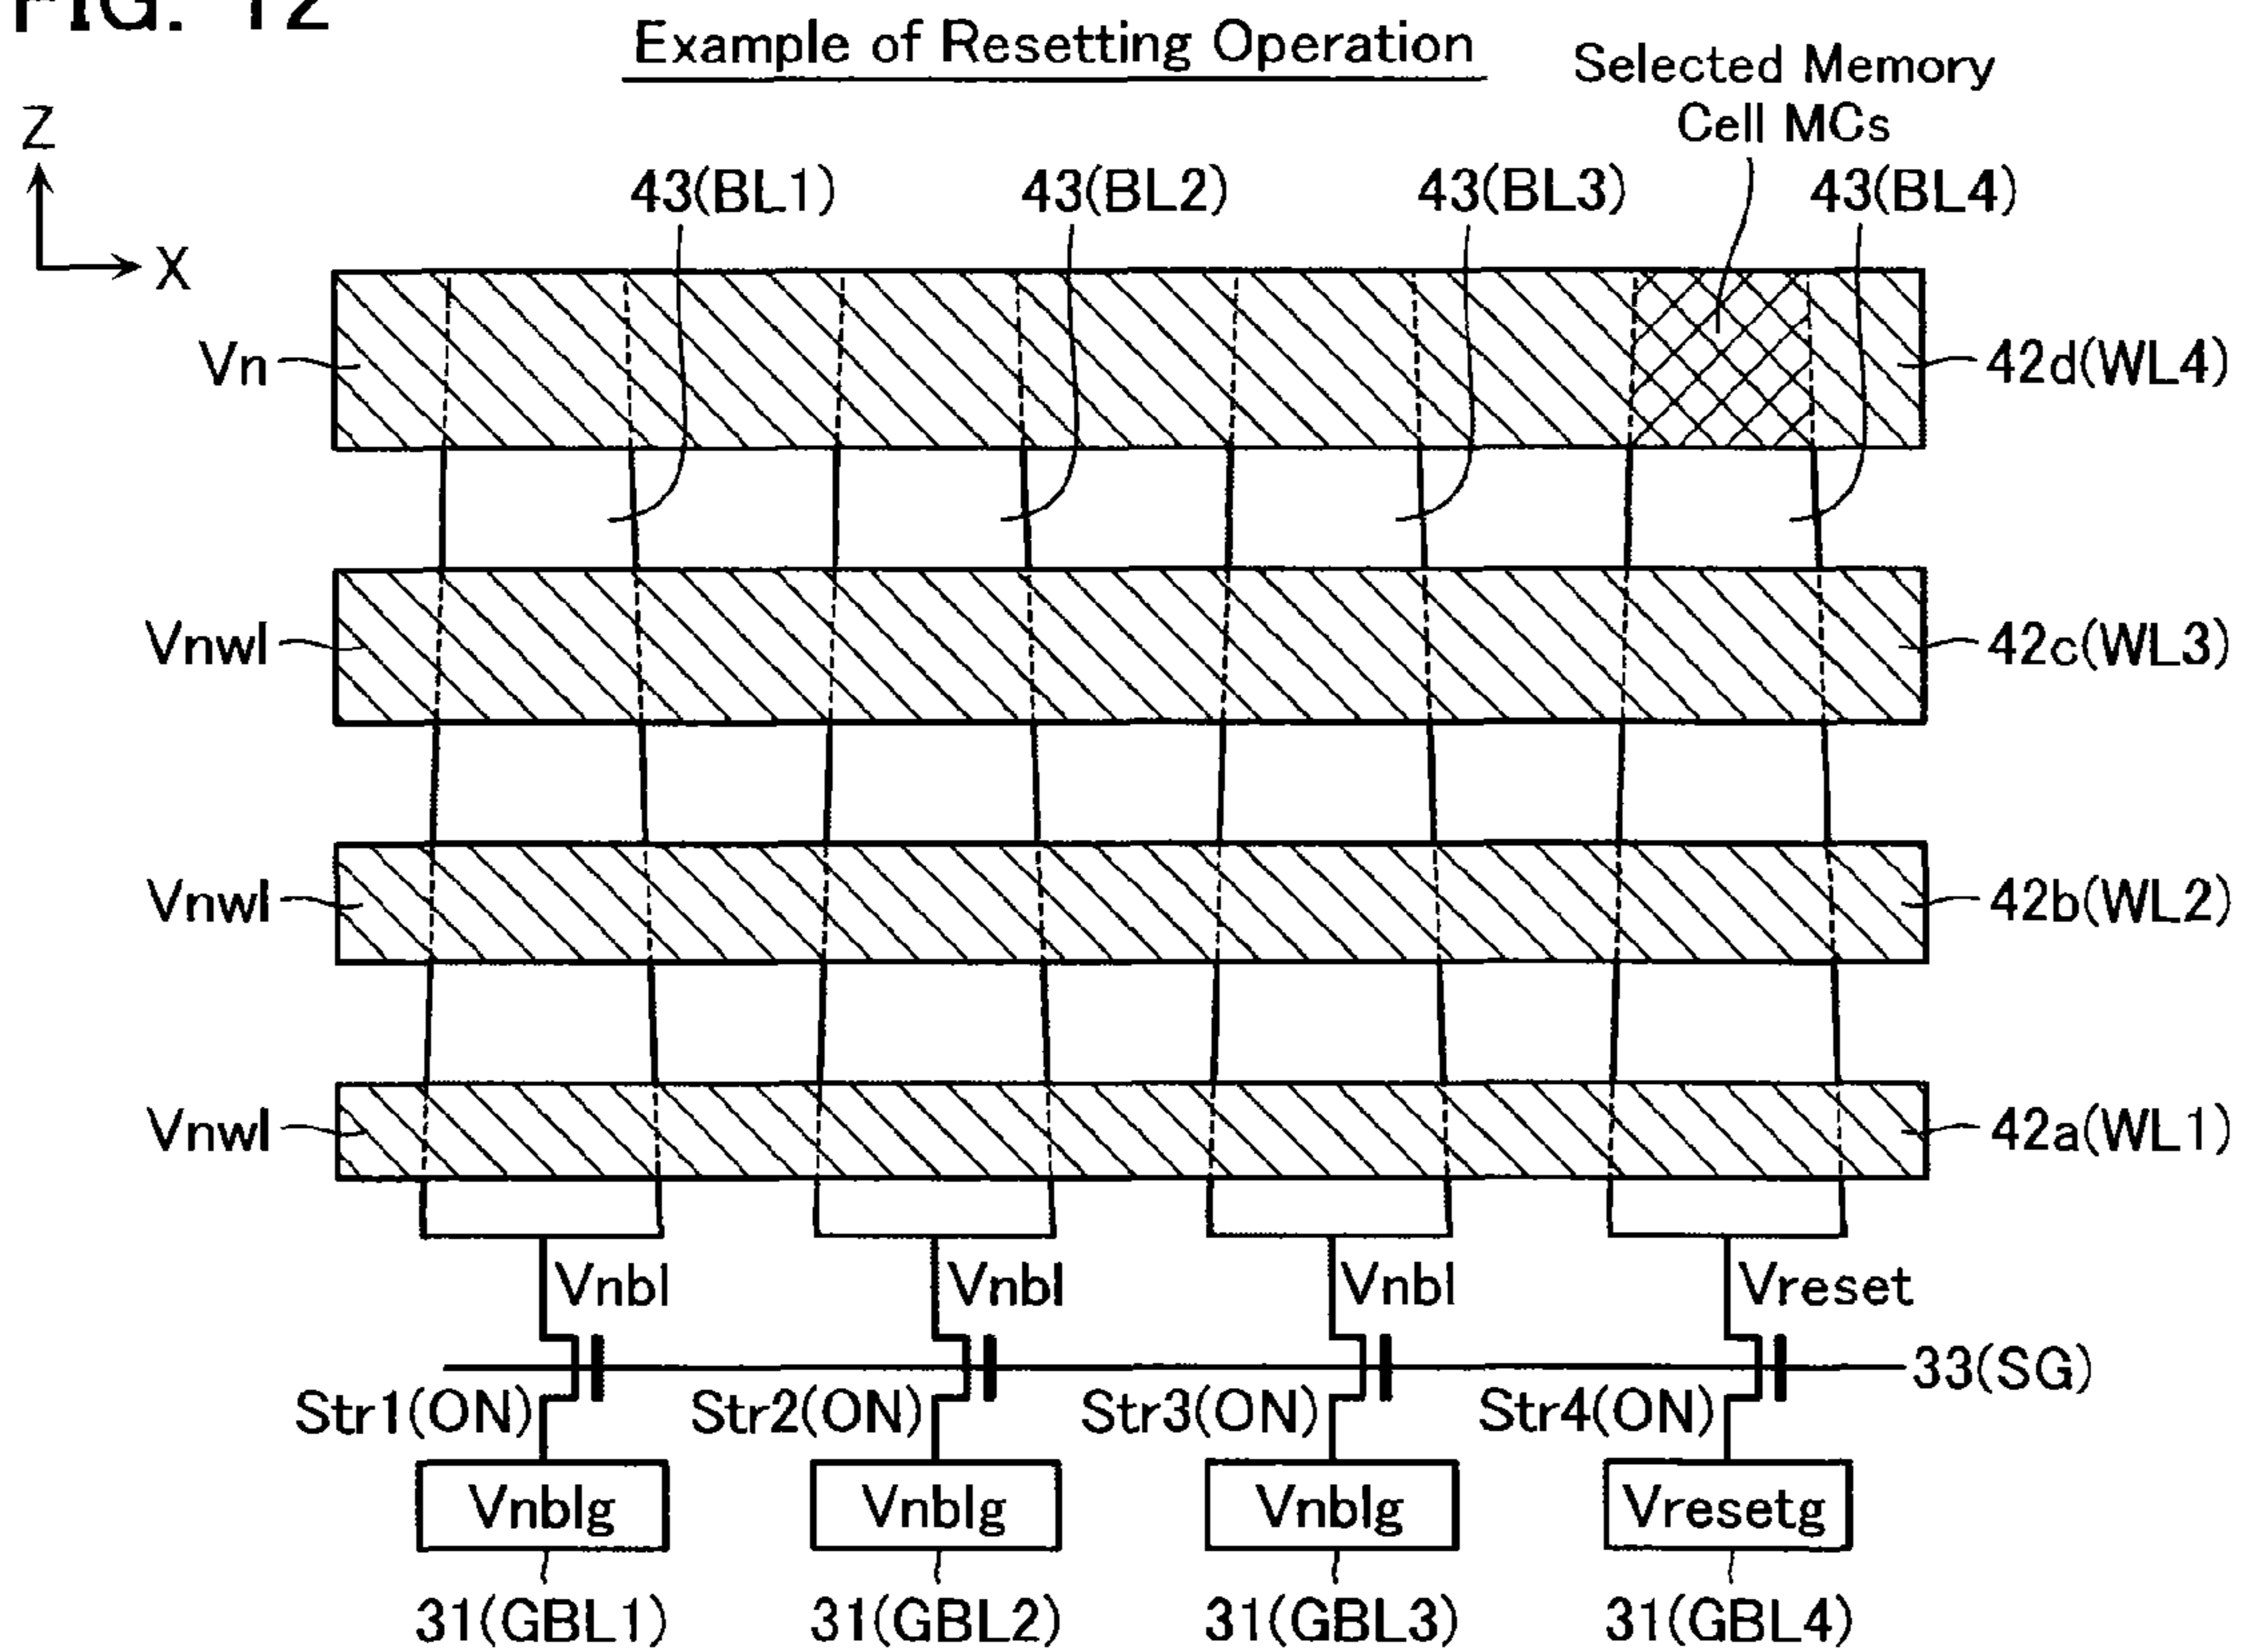 FIG. 12
Example of Resetting Operation
Selected Memory
Cell MCs
Z
X
43(BL1)
43(BL2)
43(BL3)
43(BL4)
Vn
42d(WL4)
Vnwl
42c(WL3)
Vnwl
42b(WL2)
Vnwl
42a(WL1)
Vnbl
Vnbl
Vnbl
Vreset
33(SG)
Str1(ON)
Str2(ON)
Str3(ON)
Str4(ON)
Vnblg
Vnblg
Vnblg
Vresetg
31(GBL1)
31(GBL2)
31(GBL3)
31(GBL4)